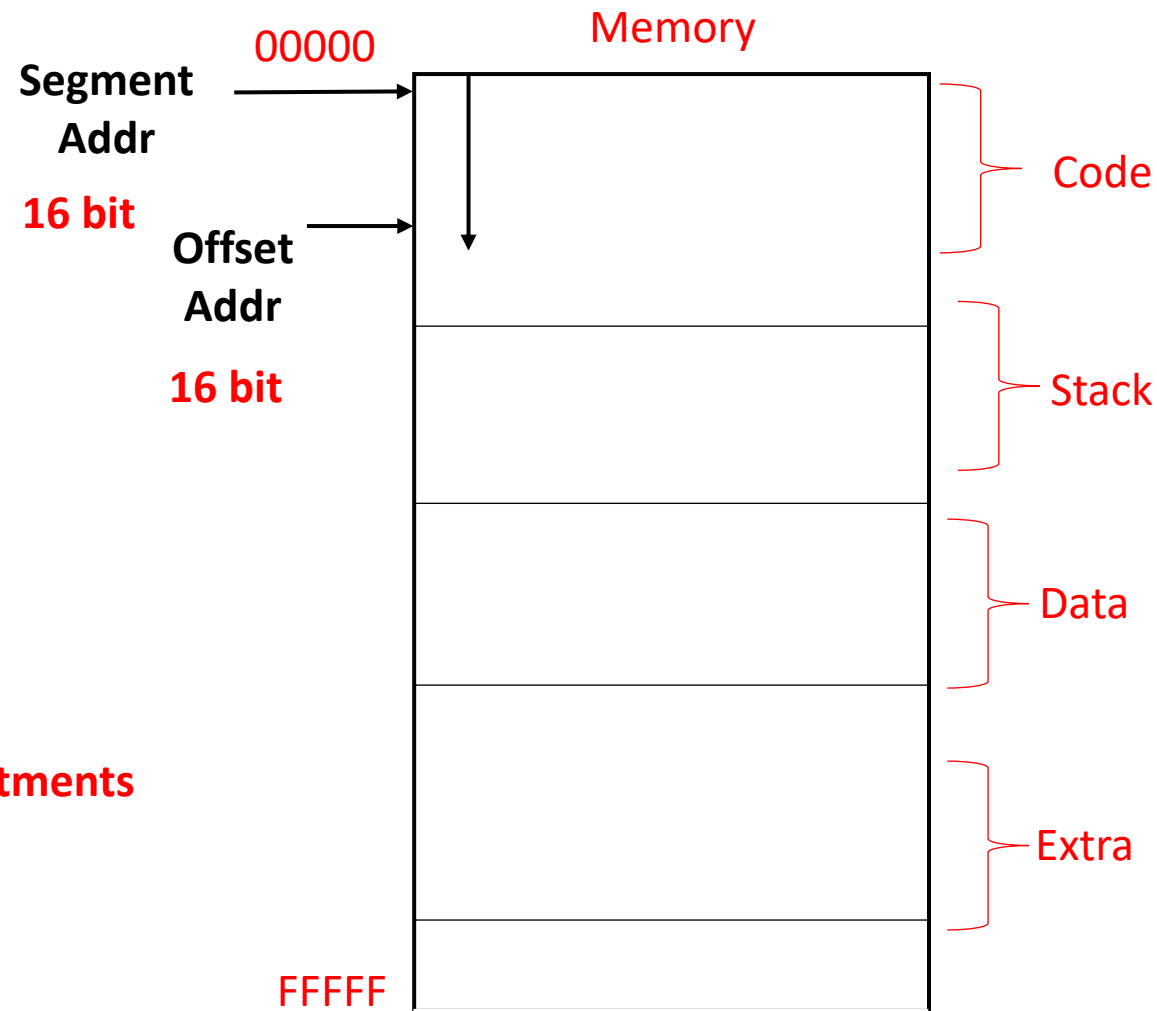 Memory
00000
Segment
Addr
16 bit
Offset
Addr
16 bit
Code
Stack
Data
tments
Extra
FFFFF